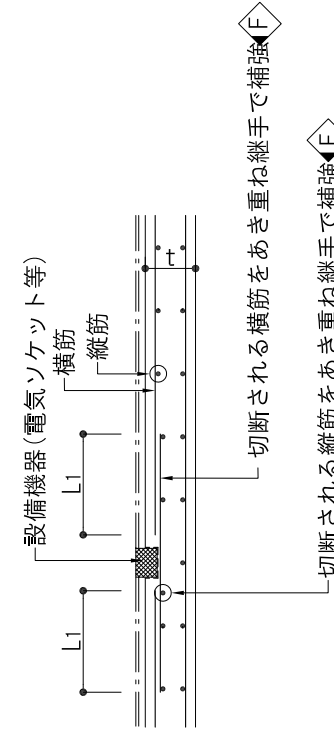 設備機器(電気ソケット等)
横筋
縦筋
L1
L1
t
切断される横筋をあき重ね継手で補強 F
切断される縦筋をあき重ね継手で補強 F